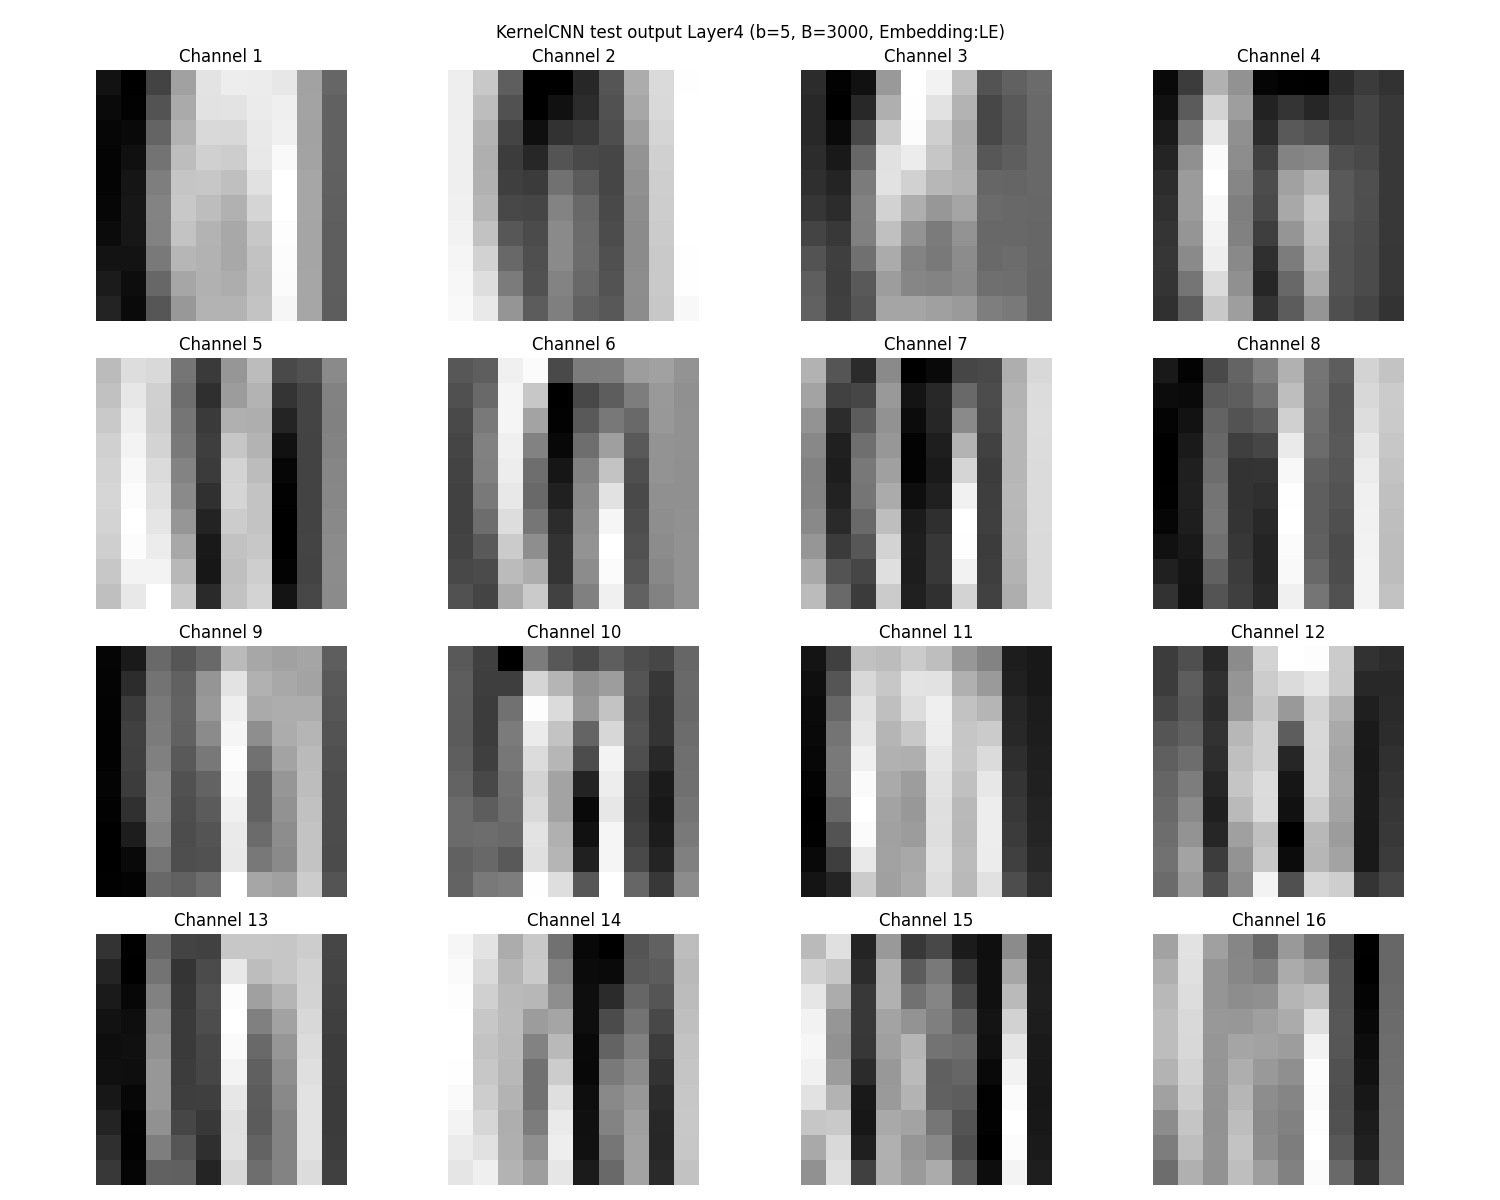 KernelCNN test output Layer4 (b=5, B=3000, Embedding:LE)
Channel 1
Channel 2
Channel 3
Channel 4
Channel 5
Channel 6
Channel 7
Channel 8
Channel 9
Channel 10
Channel 11
Channel 12
Channel 13
Channel 14
Channel 15
Channel 16